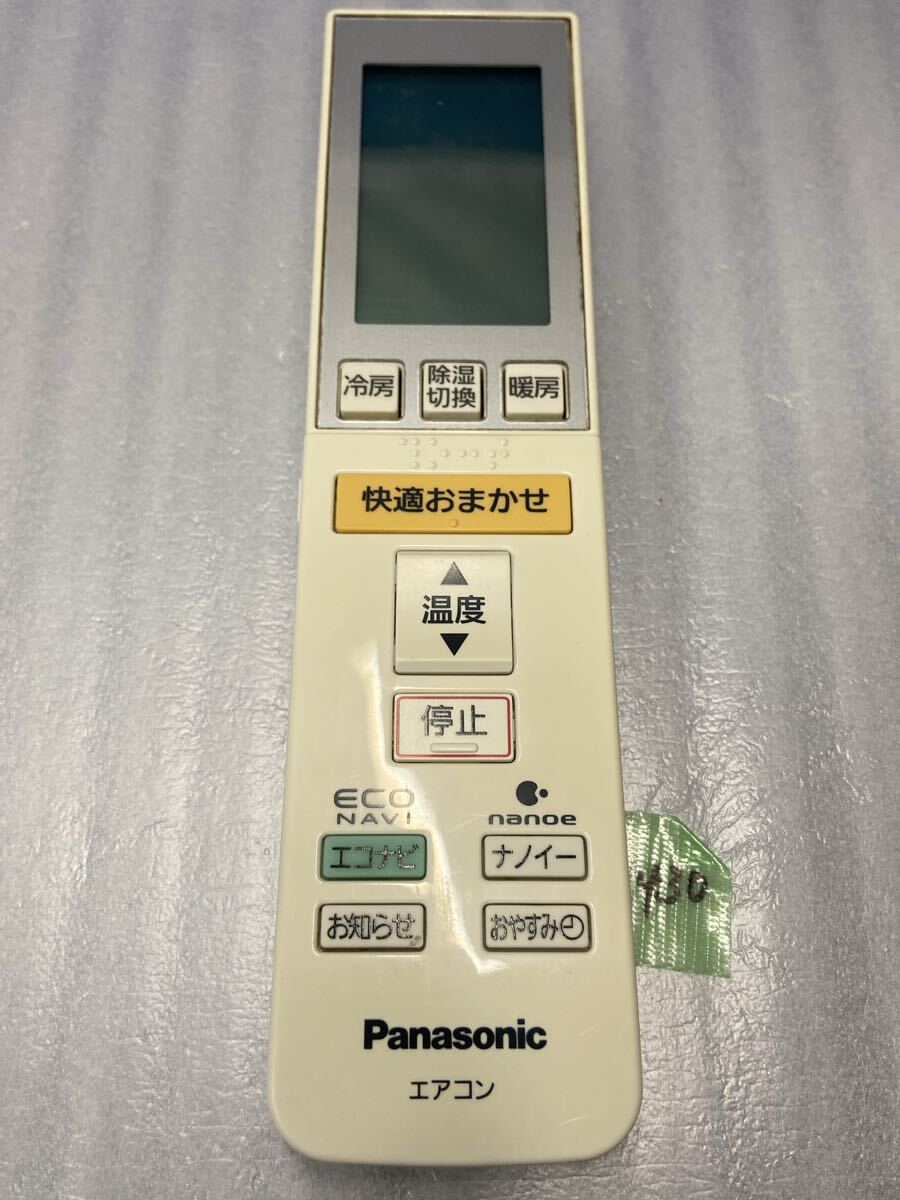 冷房
除湿
切換
暖房
快適おまかせ
▲
温度
▼
停止
ECO
NAVI
nanoe
エコナビ
ナノイー
お知らせ
おやすみ
Panasonic
エアコン